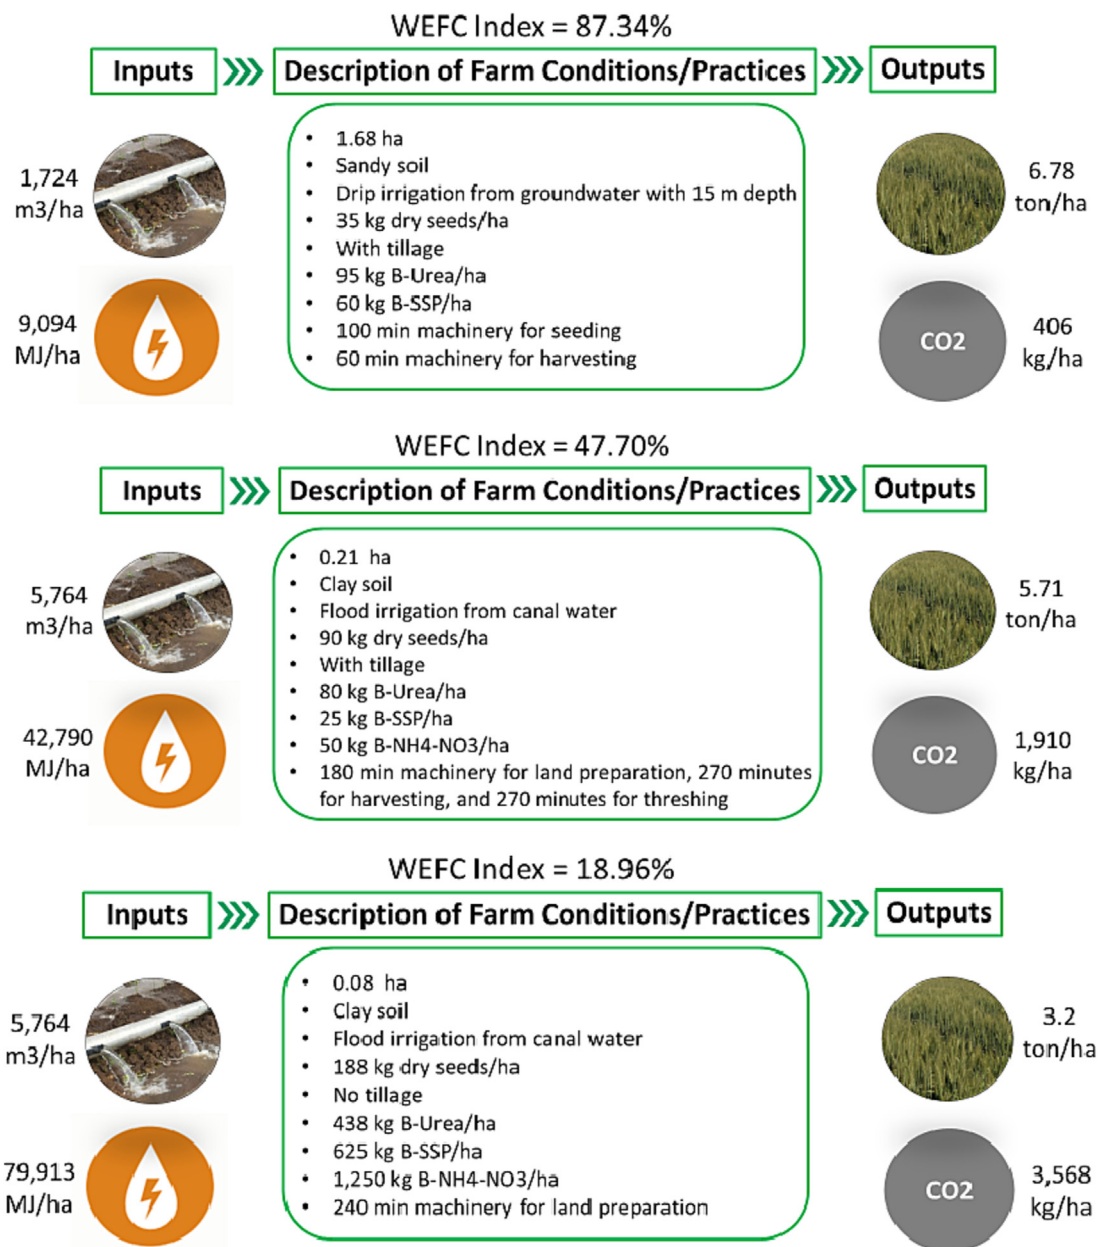 WEFC Index = 87.34%
Inputs
Description of Farm Conditions/Practices
Outputs
1,724
m3/ha
9,094
MJ/ha
• 1.68 ha
• Sandy soil
• Drip irrigation from groundwater with 15 m depth
• 35 kg dry seeds/ha
• With tillage
• 95 kg B-Urea/ha
• 60 kg B-SSP/ha
• 100 min machinery for seeding
• 60 min machinery for harvesting
6.78
ton/ha
CO2
406
kg/ha
WEFC Index = 47.70%
Inputs
Description of Farm Conditions/Practices
Outputs
5,764
m3/ha
42,790
MJ/ha
• 0.21 ha
• Clay soil
• Flood irrigation from canal water
• 90 kg dry seeds/ha
• With tillage
• 80 kg B-Urea/ha
• 25 kg B-SSP/ha
• 50 kg B-NH4-NO3/ha
• 180 min machinery for land preparation, 270 minutes
for harvesting, and 270 minutes for threshing
5.71
ton/ha
CO2
1,910
kg/ha
WEFC Index = 18.96%
Inputs
Description of Farm Conditions/Practices
Outputs
5,764
m3/ha
79,913
MJ/ha
• 0.08 ha
• Clay soil
• Flood irrigation from canal water
• 188 kg dry seeds/ha
• No tillage
• 438 kg B-Urea/ha
• 625 kg B-SSP/ha
• 1,250 kg B-NH4-NO3/ha
• 240 min machinery for land preparation
3.2
ton/ha
CO2
3,568
kg/ha